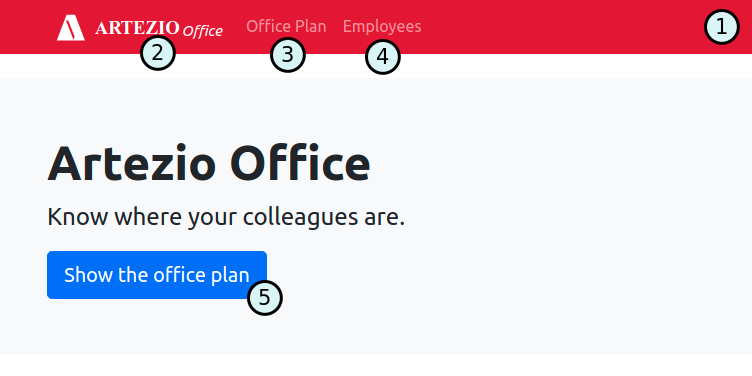 ARTEZIO Office Office Plan Employees 1
2 3 4
Artezio Office
Know where your colleagues are.
Show the office plan
5